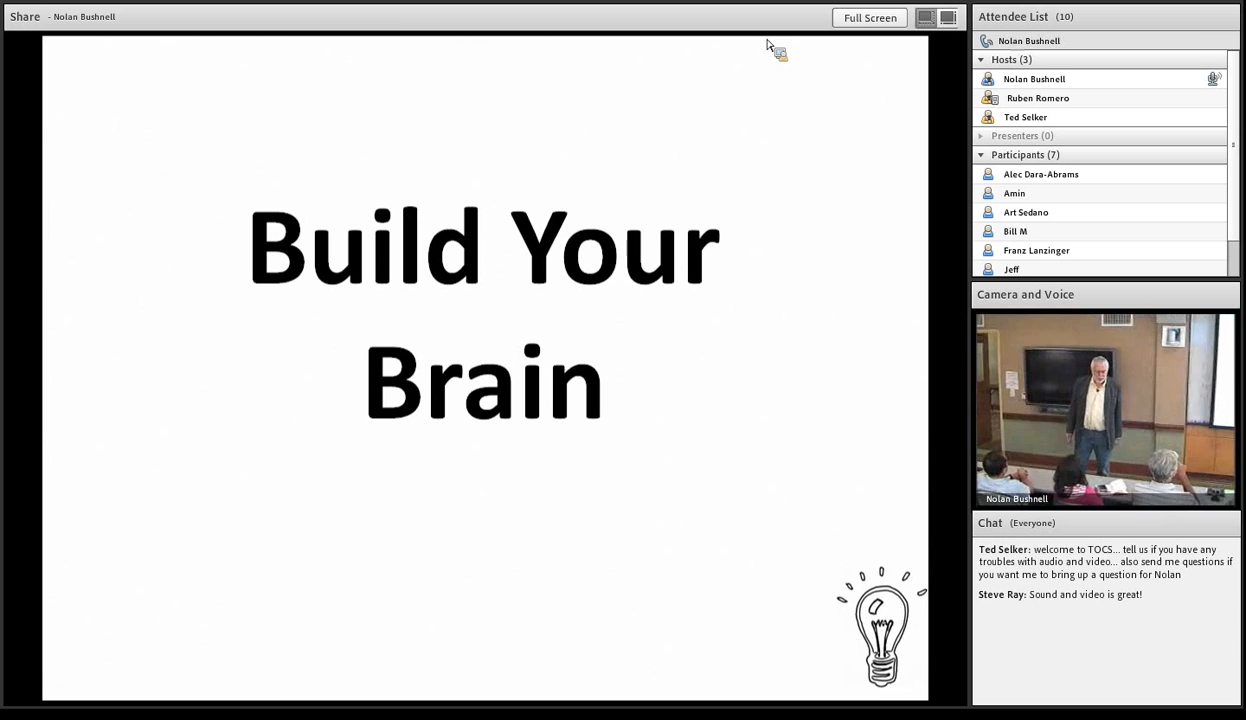 Share - Nolan Bushnell
Full Screen
Build Your
Brain
Attendee List (10)
Nolan Bushnell
Hosts (3)
Nolan Bushnell
Ruben Romero
Ted Selker
Presenters (0)
Participants (7)
Alec Dara-Abrams
Amin
Art Sedano
Bill M
Franz Lanzinger
Jeff
Camera and Voice
Nolan Bushnell
Chat (Everyone)
Ted Selker: welcome to TOCS... tell us if you have any
troubles with audio and video... also send me questions if
you want me to bring up a question for Nolan
Steve Ray: Sound and video is great!